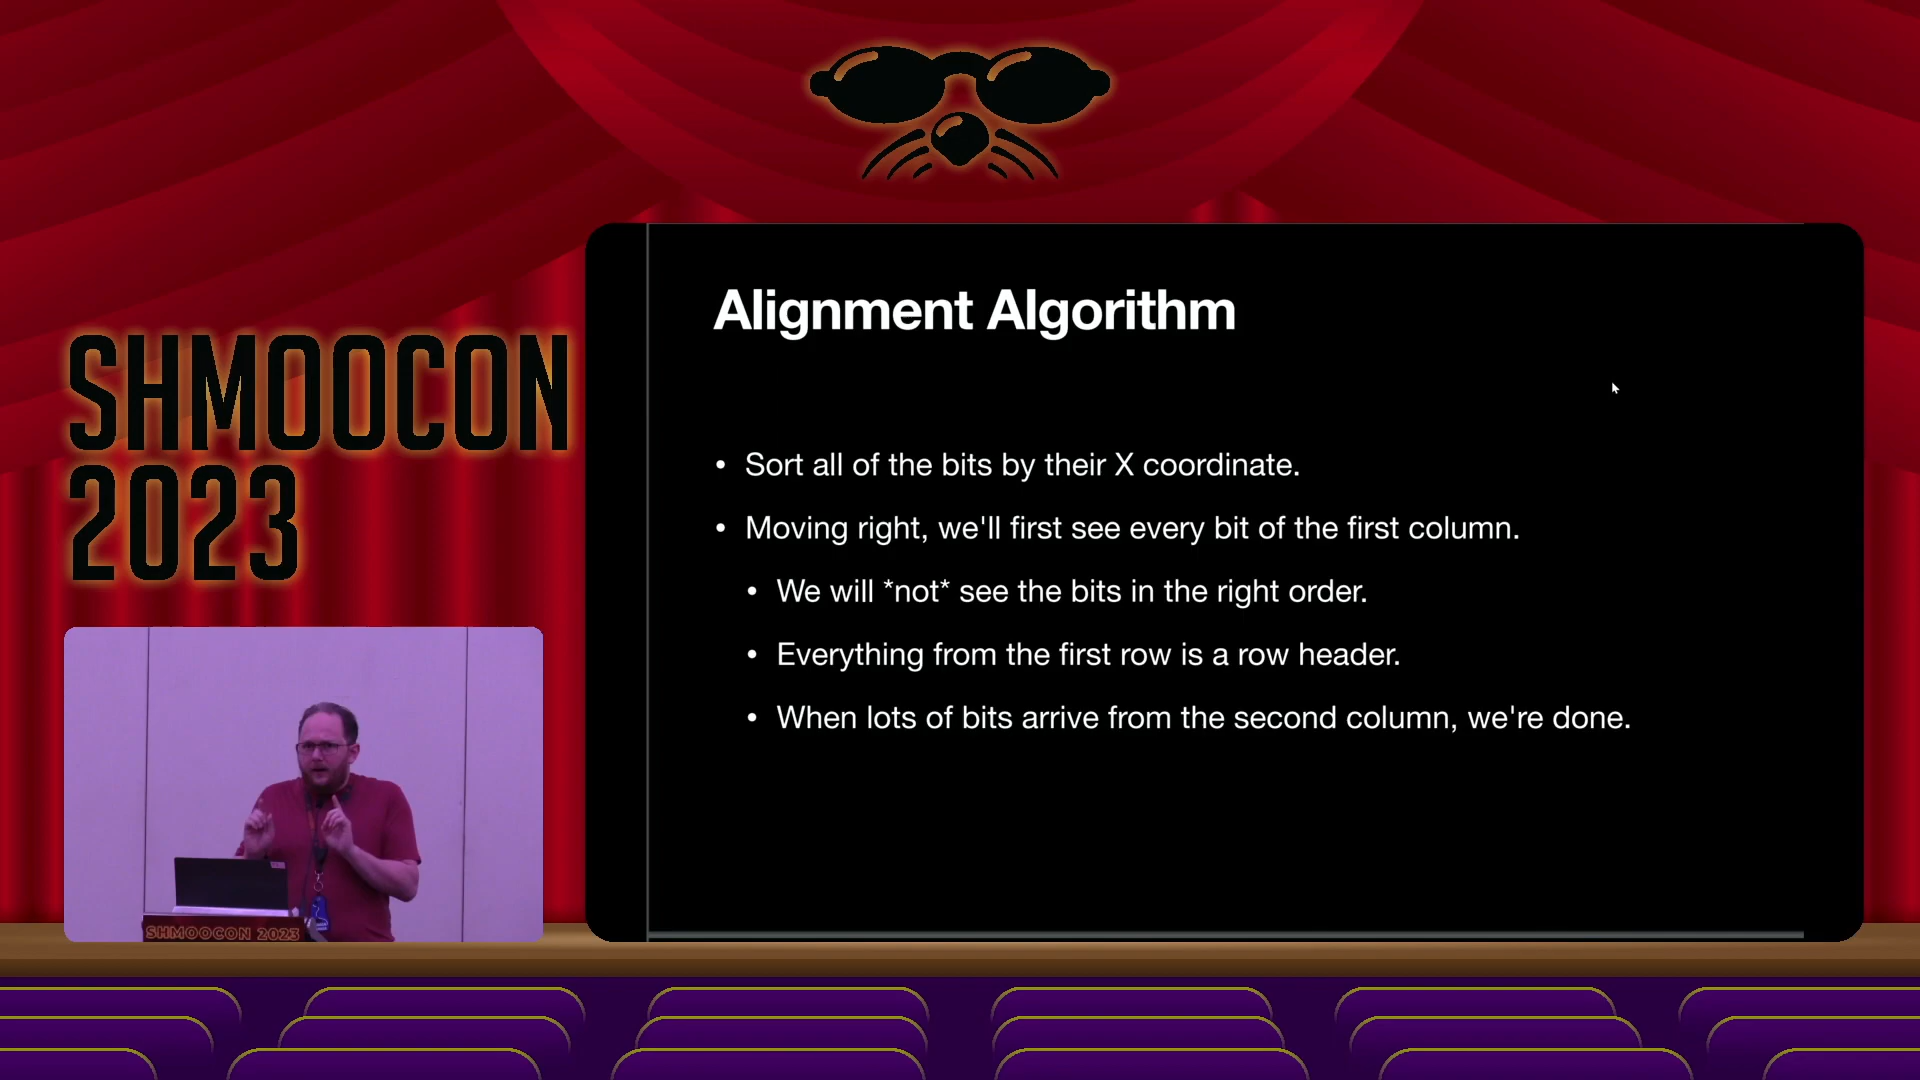 SHMOOCON
2023
Alignment Algorithm
• Sort all of the bits by their X coordinate.
• Moving right, we'll first see every bit of the first column.
• We will *not* see the bits in the right order.
• Everything from the first row is a row header.
• When lots of bits arrive from the second column, we're done.
SHMOOCON 2023